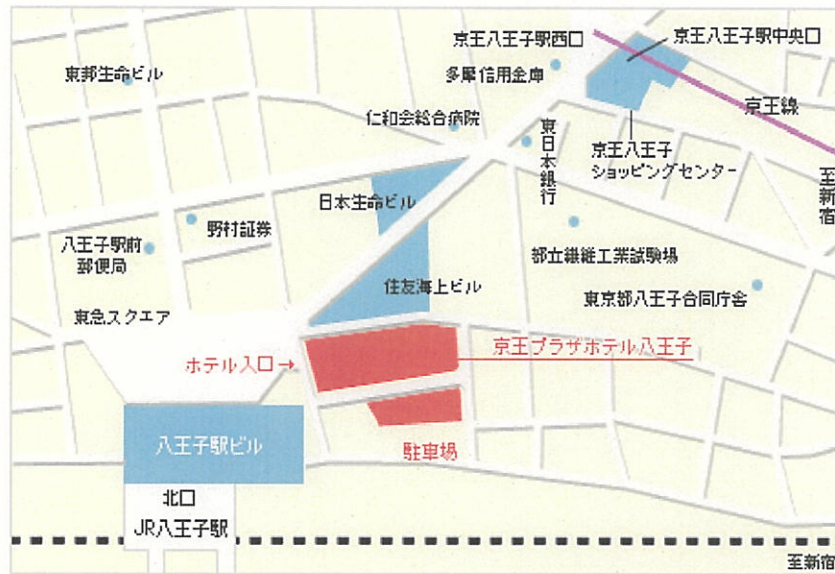 京王八王子駅西口
京王八王子駅中央口
東邦生命ビル
多摩信用金庫
京王線
仁和会総合病院
東日本銀行
京王八王子
ショッピングセンター
至新宿
日本生命ビル
野村証券
八王子駅前
郵便局
都立繊維工業試験場
住友海上ビル
東京都八王子合同庁舎
東急スクエア
京王プラザホテル八王子
ホテル入口→
八王子駅ビル
駐車場
北口
JR八王子駅
至新宿